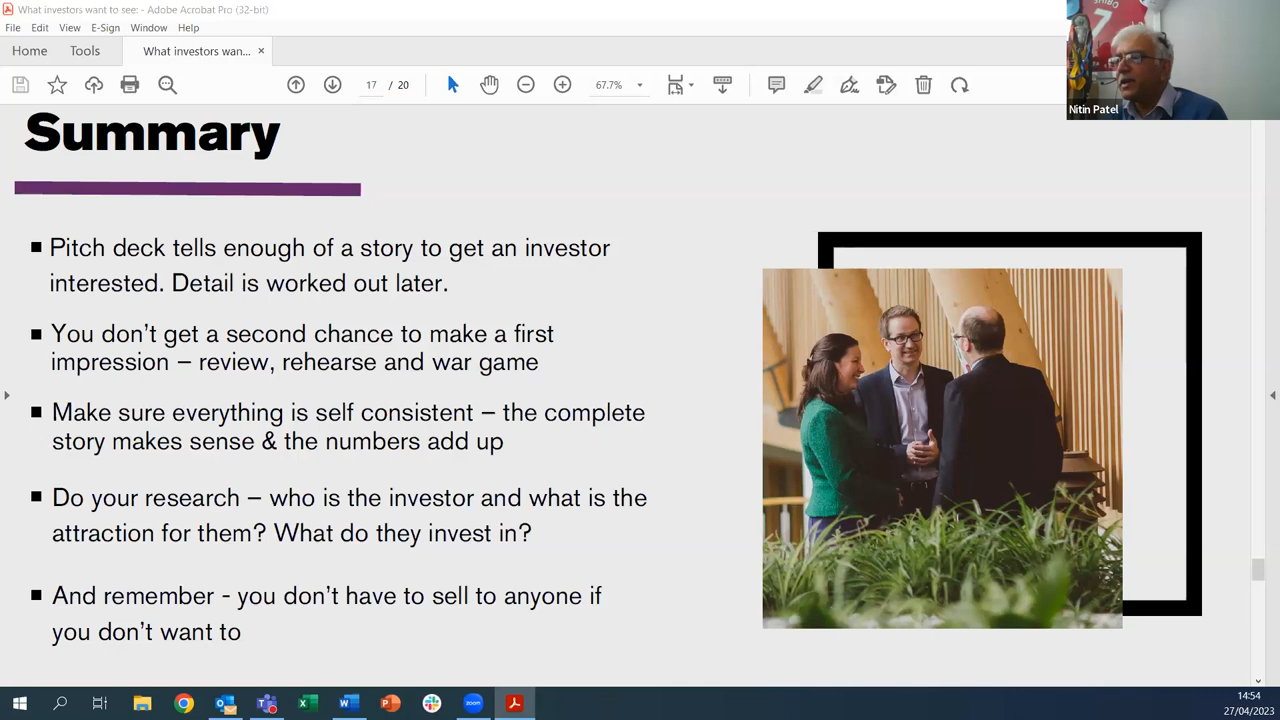 What investors want to see: - Adobe Acrobat Pro (32-bit)
File Edit View E-Sign Window Help
Home Tools What investors wan... ×
11 / 20 67.7%
7
Nitin Patel
Summary
Pitch deck tells enough of a story to get an investor
interested. Detail is worked out later.
You don’t get a second chance to make a first
impression – review, rehearse and war game
Make sure everything is self consistent – the complete
story makes sense & the numbers add up
Do your research – who is the investor and what is the
attraction for them? What do they invest in?
And remember - you don’t have to sell to anyone if
you don’t want to
zoom
14:54
27/04/2023